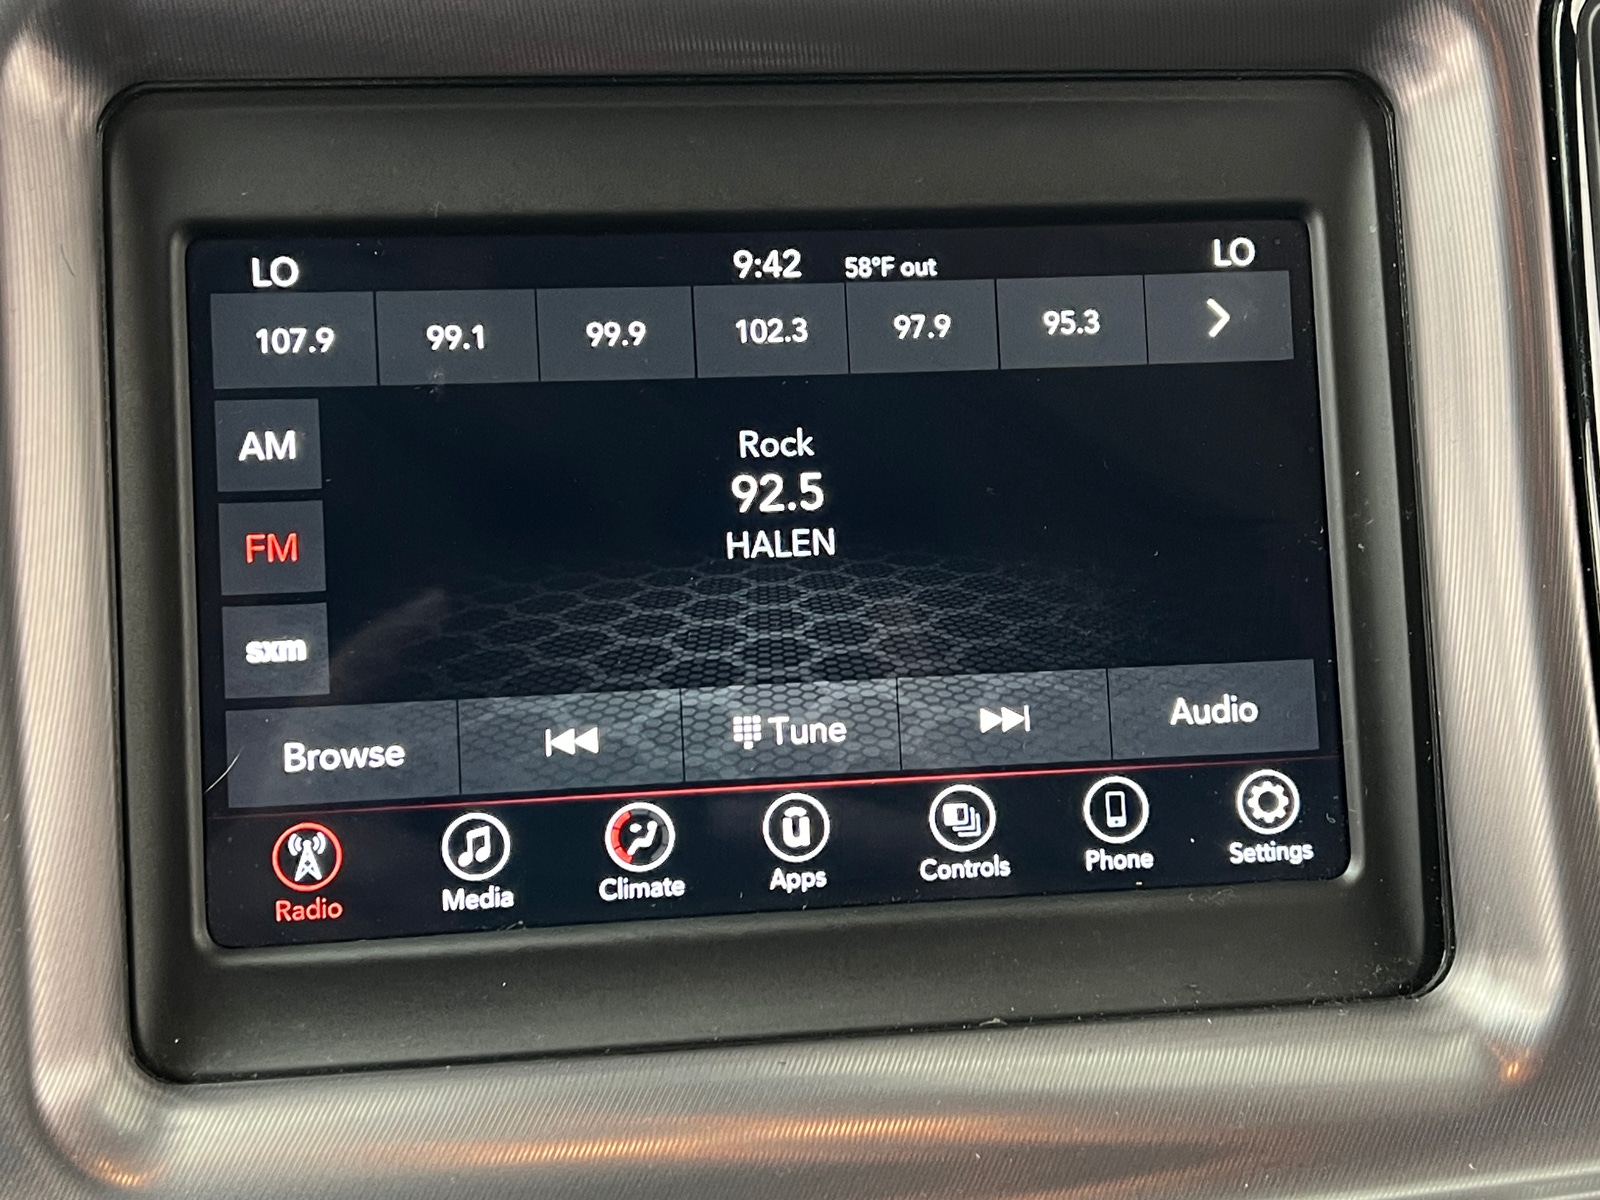 LO 9:42 58°F out LO
107.9 99.1 99.9 102.3 97.9 95.3
AM
Rock
92.5
FM
HALEN
sxm
Browse Tune Audio
Radio Media Climate Apps Controls Phone Settings